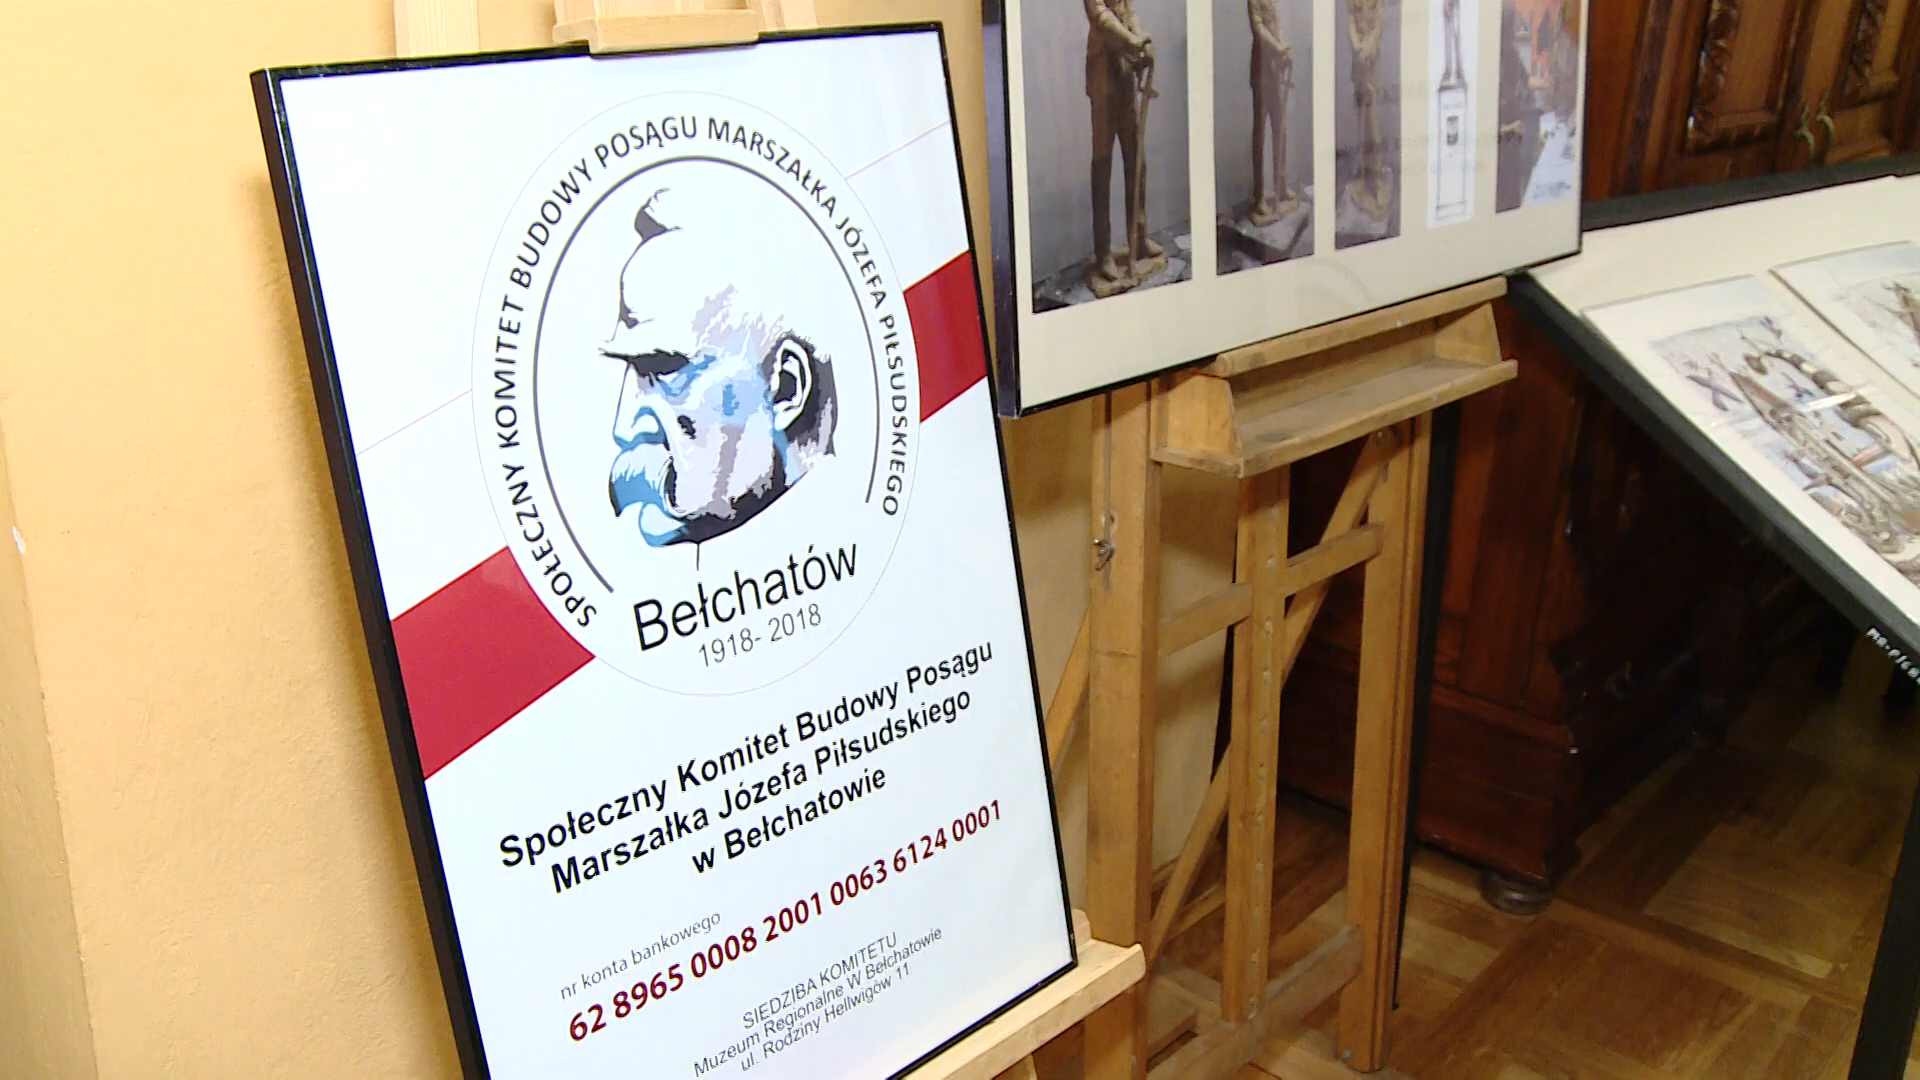 SPOŁECZNY KOMITET BUDOWY POSĄGU MARSZAŁKA JÓZEFA PIŁSUDSKIEGO
Bełchatów
1918- 2018
Społeczny Komitet Budowy Posągu
Marszałka Józefa Piłsudskiego
w Bełchatowie
nr konta bankowego
62 8965 0008 2001 0063 6124 0001
SIEDZIBA KOMITETU
Muzeum Regionalne W Bełchatowie
ul. Rodziny Hellwigów 11